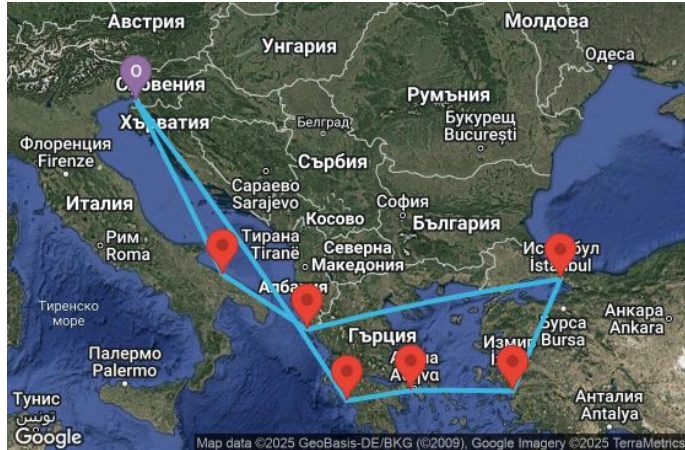 Австрия
Молдова
Унгария
Одеса
О
Словения
Румъния
Хърватия
Белград
Букурещ
București
Флоренция
Firenze
Сърбия
Сараево
Sarajevo
София
Италия
Косово
България
Рим
Roma
Тирана
Tiranë
Северна
Македония
Истанбул
İstanbul
Албания
Тиренско
море
Бурса
Bursa
Анкара
Ankara
Гърция
Измир
Палермо
Palermo
Анталия
Antalya
Тунис
تونس
Google
Map data ©2025 GeoBasis-DE/BKG (©2009), Google Imagery ©2025 TerraMetrics